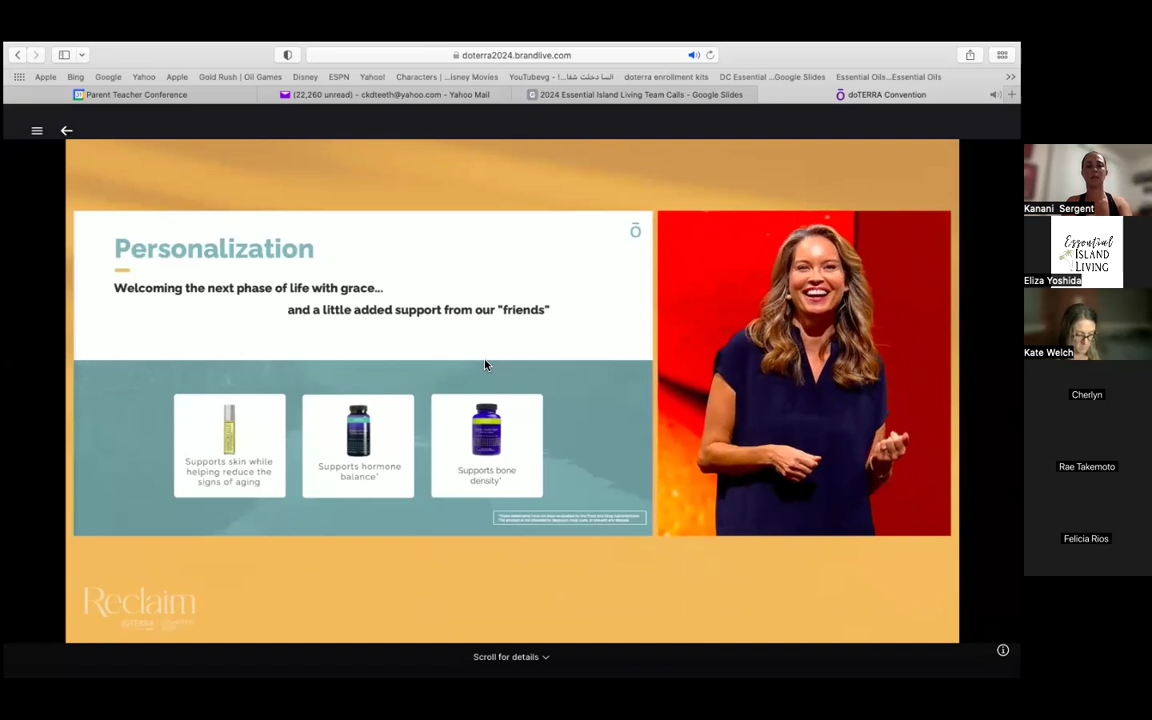 doterra2024.brandlive.com
Apple
Bing
Google
Yahoo
Apple
Gold Rush | Oil Games
Disney
ESPN
Yahoo!
Characters | ...isney Movies
doterra enrollment kits
DC Essential ...Google Slides
Essential Oils...Essential Oils
Parent Teacher Conference
(22,260 unread) - ckdteeth@yahoo.com - Yahoo Mail
2024 Essential Island Living Team Calls - Google Slides
doTERRA Convention
Personalization
Welcoming the next phase of life with grace...
and a little added support from our "friends"
Supports skin while
helping reduce the
signs of aging
Supports hormone
balance*
Supports bone
density*
Reclaim
Scroll for details
Kanani Sergent
Essential
ISLAND
LIVING
Eliza Yoshida
Kate Welch
Cherlyn
Rae Takemoto
Felicia Rios